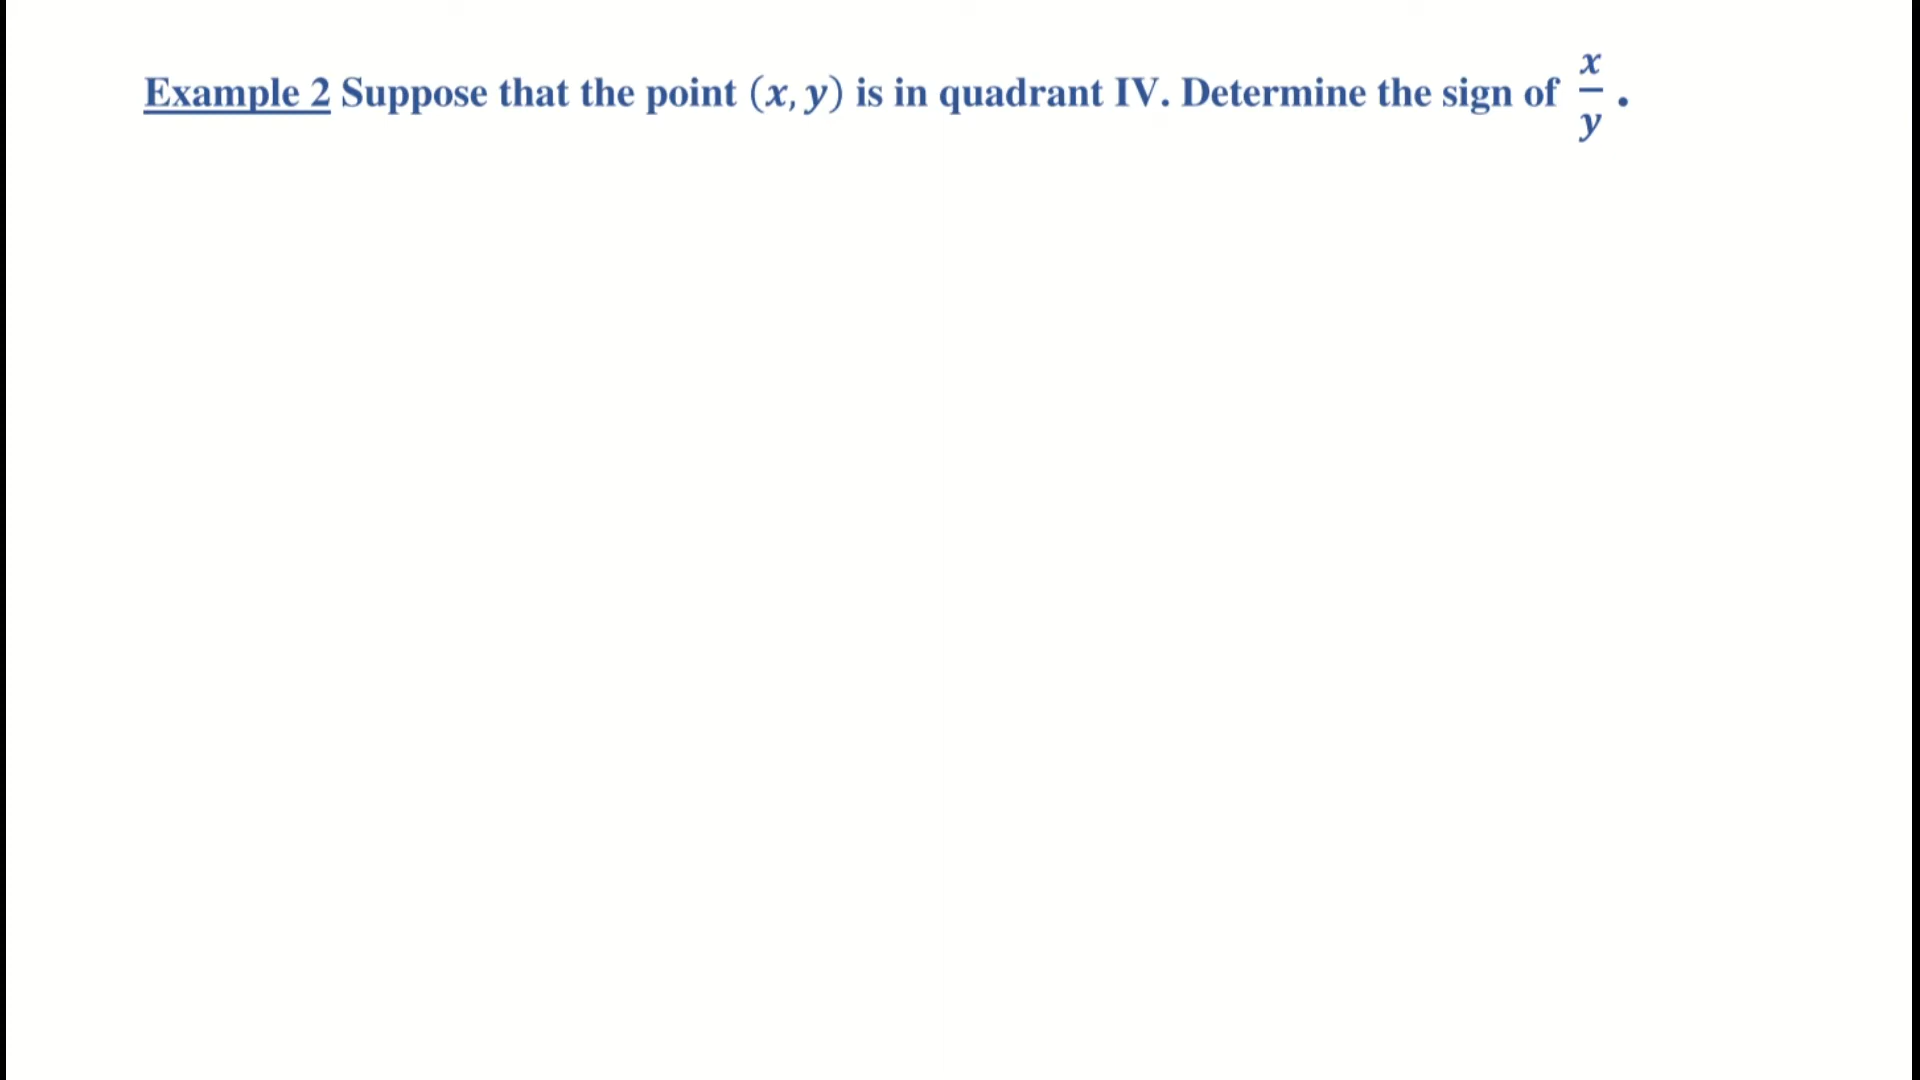 Example 2 Suppose that the point (x, y) is in quadrant IV. Determine the sign of x/y .